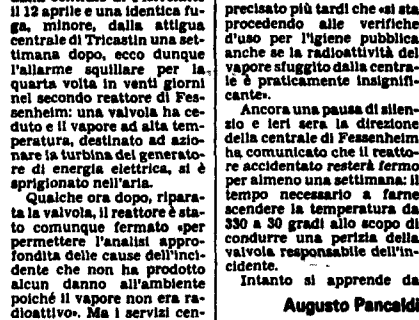 il 12 aprile e una identica fu-
ga, minore, dalla attigua
centrale di Tricastin una set-
timana dopo, ecco dunque
l'allarme squillare per la
quarta volta in venti giorni
nel secondo reattore di Fes-
senheim: una valvola ha ce-
duto e il vapore ad alta tem-
peratura, destinato ad azio-
nare la turbina del generato-
re di energia elettrica, si è
sprigionato nell'aria.
Qualche ora dopo, ripara-
ta la valvola, il reattore è sta-
to comunque fermato «per
permettere l'analisi appro-
fondita delle cause dell'inci-
dente che non ha prodotto
alcun danno all'ambiente
poiché il vapore non era ra-
dioattivo». Ma i servizi cen-
precisato più tardi che «si sta
procedendo alle verifiche
d'uso per l'igiene pubblica
anche se la radioattività del
vapore sfuggito dalla centra-
le è praticamente insignifi-
cante».
Ancora una pausa di silen-
zio e ieri sera la direzione
della centrale di Fessenheim
ha comunicato che il reatto-
re accidentato resterà fermo
per almeno una settimana: il
tempo necessario a farne
scendere la temperatura da
330 a 30 gradi allo scopo di
condurre una perizia della
valvola responsabile dell'in-
cidente.
Intanto si apprende da
Augusto Pancaldi